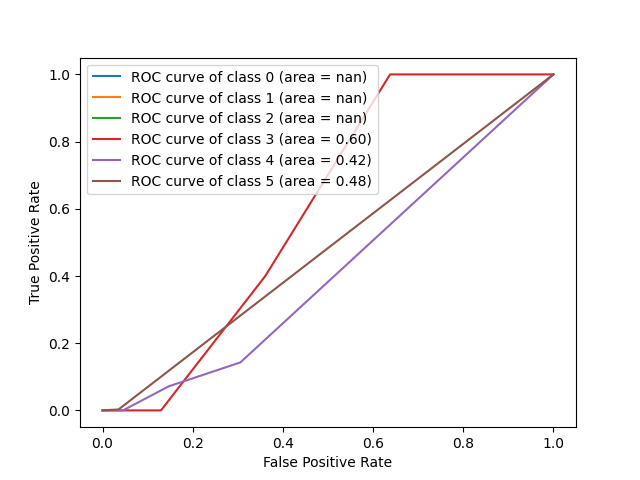 ROC curve of class 0 (area = nan)
ROC curve of class 1 (area = nan)
ROC curve of class 2 (area = nan)
ROC curve of class 3 (area = 0.60)
ROC curve of class 4 (area = 0.42)
ROC curve of class 5 (area = 0.48)
True Positive Rate
1.0
0.8
0.6
0.4
0.2
0.0
0.0 0.2 0.4 0.6 0.8 1.0
False Positive Rate